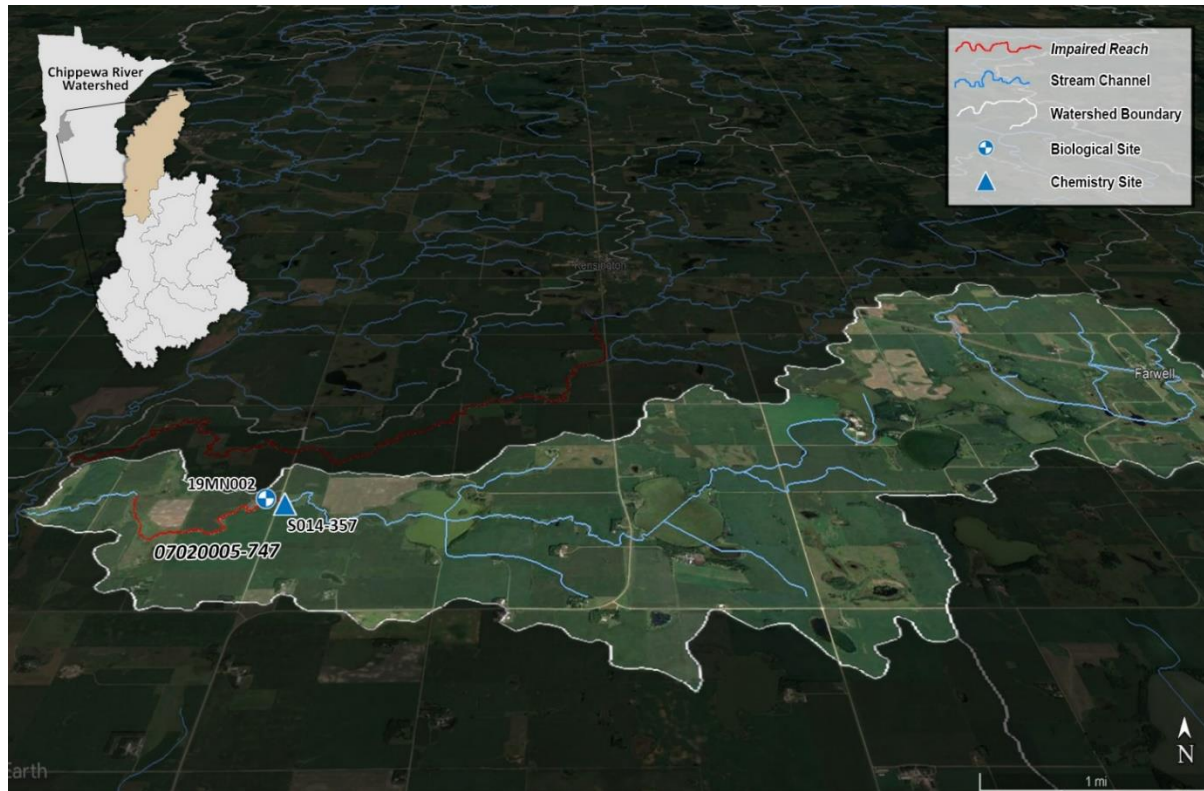 Chippewa River
Watershed
Impaired Reach
Stream Channel
Watershed Boundary
Biological Site
Chemistry Site
Kensington
Farwell
19MN002
S014-357
07020005-747
N
Earth
1 mi